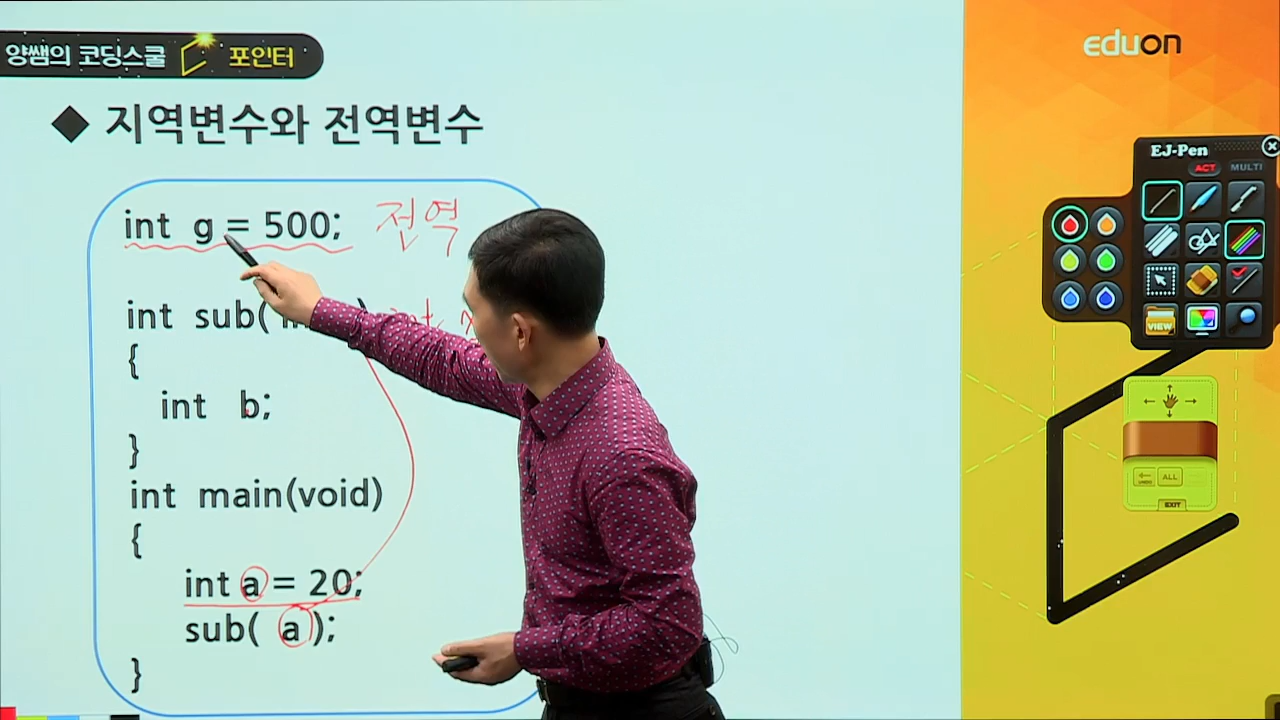 양쌤의 코딩스쿨 포인터
eduon
◆ 지역변수와 전역변수
int g = 500; 전역
int sub(
{
int b;
}
int main(void)
{
int a = 20;
sub( a );
}
EJ-Pen
ACT MULTI
VIEW
UNDO ALL
EXIT